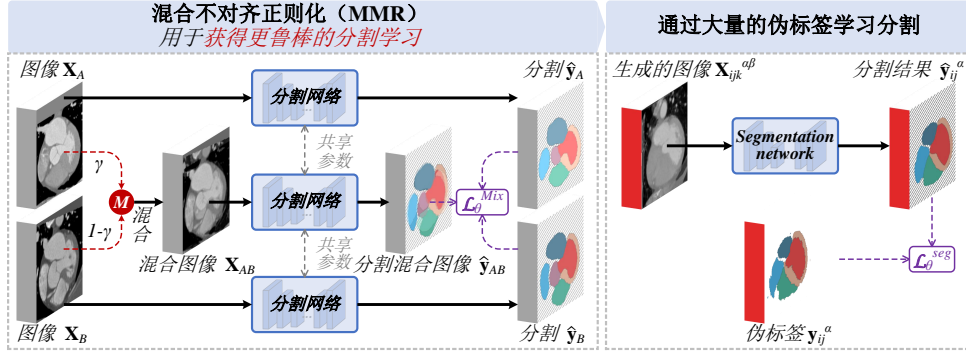 混合不对齐正则化（MMR）
用于获得更鲁棒的分割学习
通过大量的伪标签学习分割
图像 X_A
分割 ŷ_A
分割网络
共享
参数
γ
M
混合
1-γ
混合图像 X_AB
分割网络
分割混合图像 ŷ_AB
𝓛_θ^Mix
共享
参数
分割网络
图像 X_B
分割 ŷ_B
生成的图像 X_ijk^αβ
分割结果 ŷ_ij^α
Segmentation
network
𝓛_θ^seg
伪标签 y_ij^α